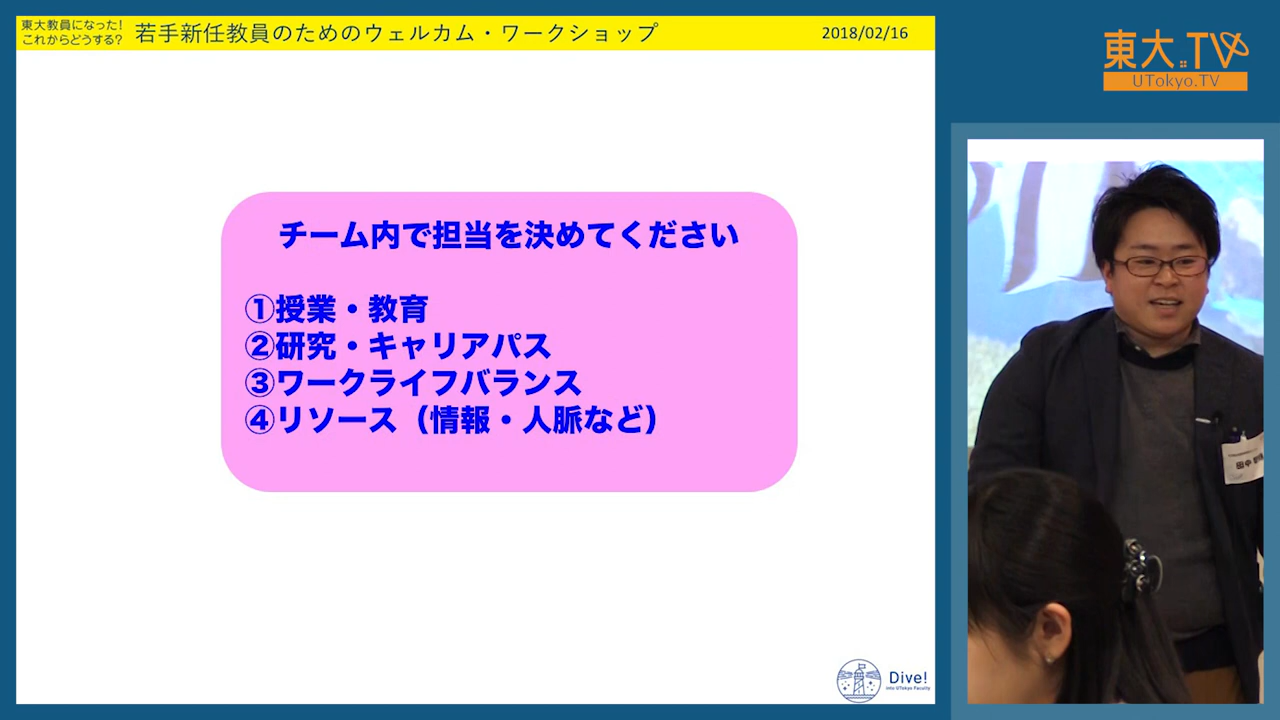 東大教員になった!
これからどうする?
若手新任教員のためのウェルカム・ワークショップ
2018/02/16
東大.TV
UTokyo.TV
チーム内で担当を決めてください
①授業・教育
②研究・キャリアパス
③ワークライフバランス
④リソース(情報・人脈など)
田中
Dive!
into UTokyo Faculty